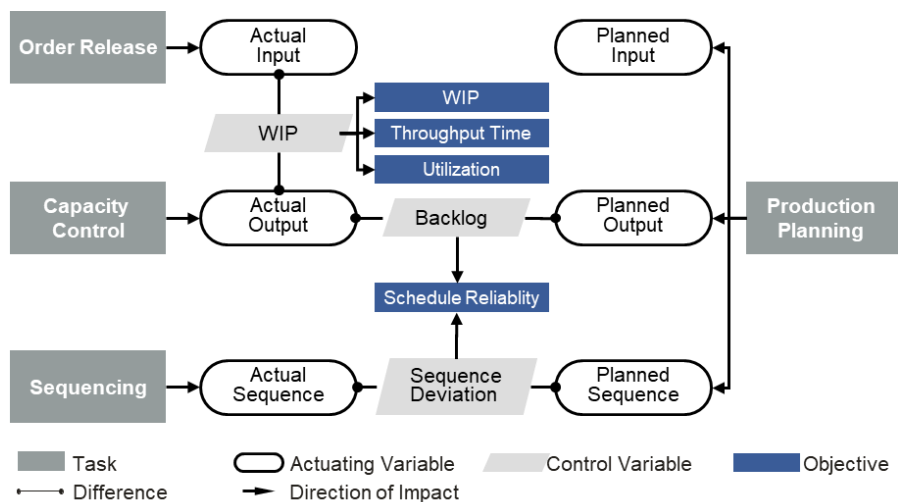 Order Release
Actual
Input
Planned
Input
WIP
WIP
Throughput Time
Utilization
Capacity
Control
Actual
Output
Backlog
Planned
Output
Production
Planning
Schedule Reliablity
Sequencing
Actual
Sequence
Sequence
Deviation
Planned
Sequence
Task
Actuating Variable
Control Variable
Objective
Difference
Direction of Impact